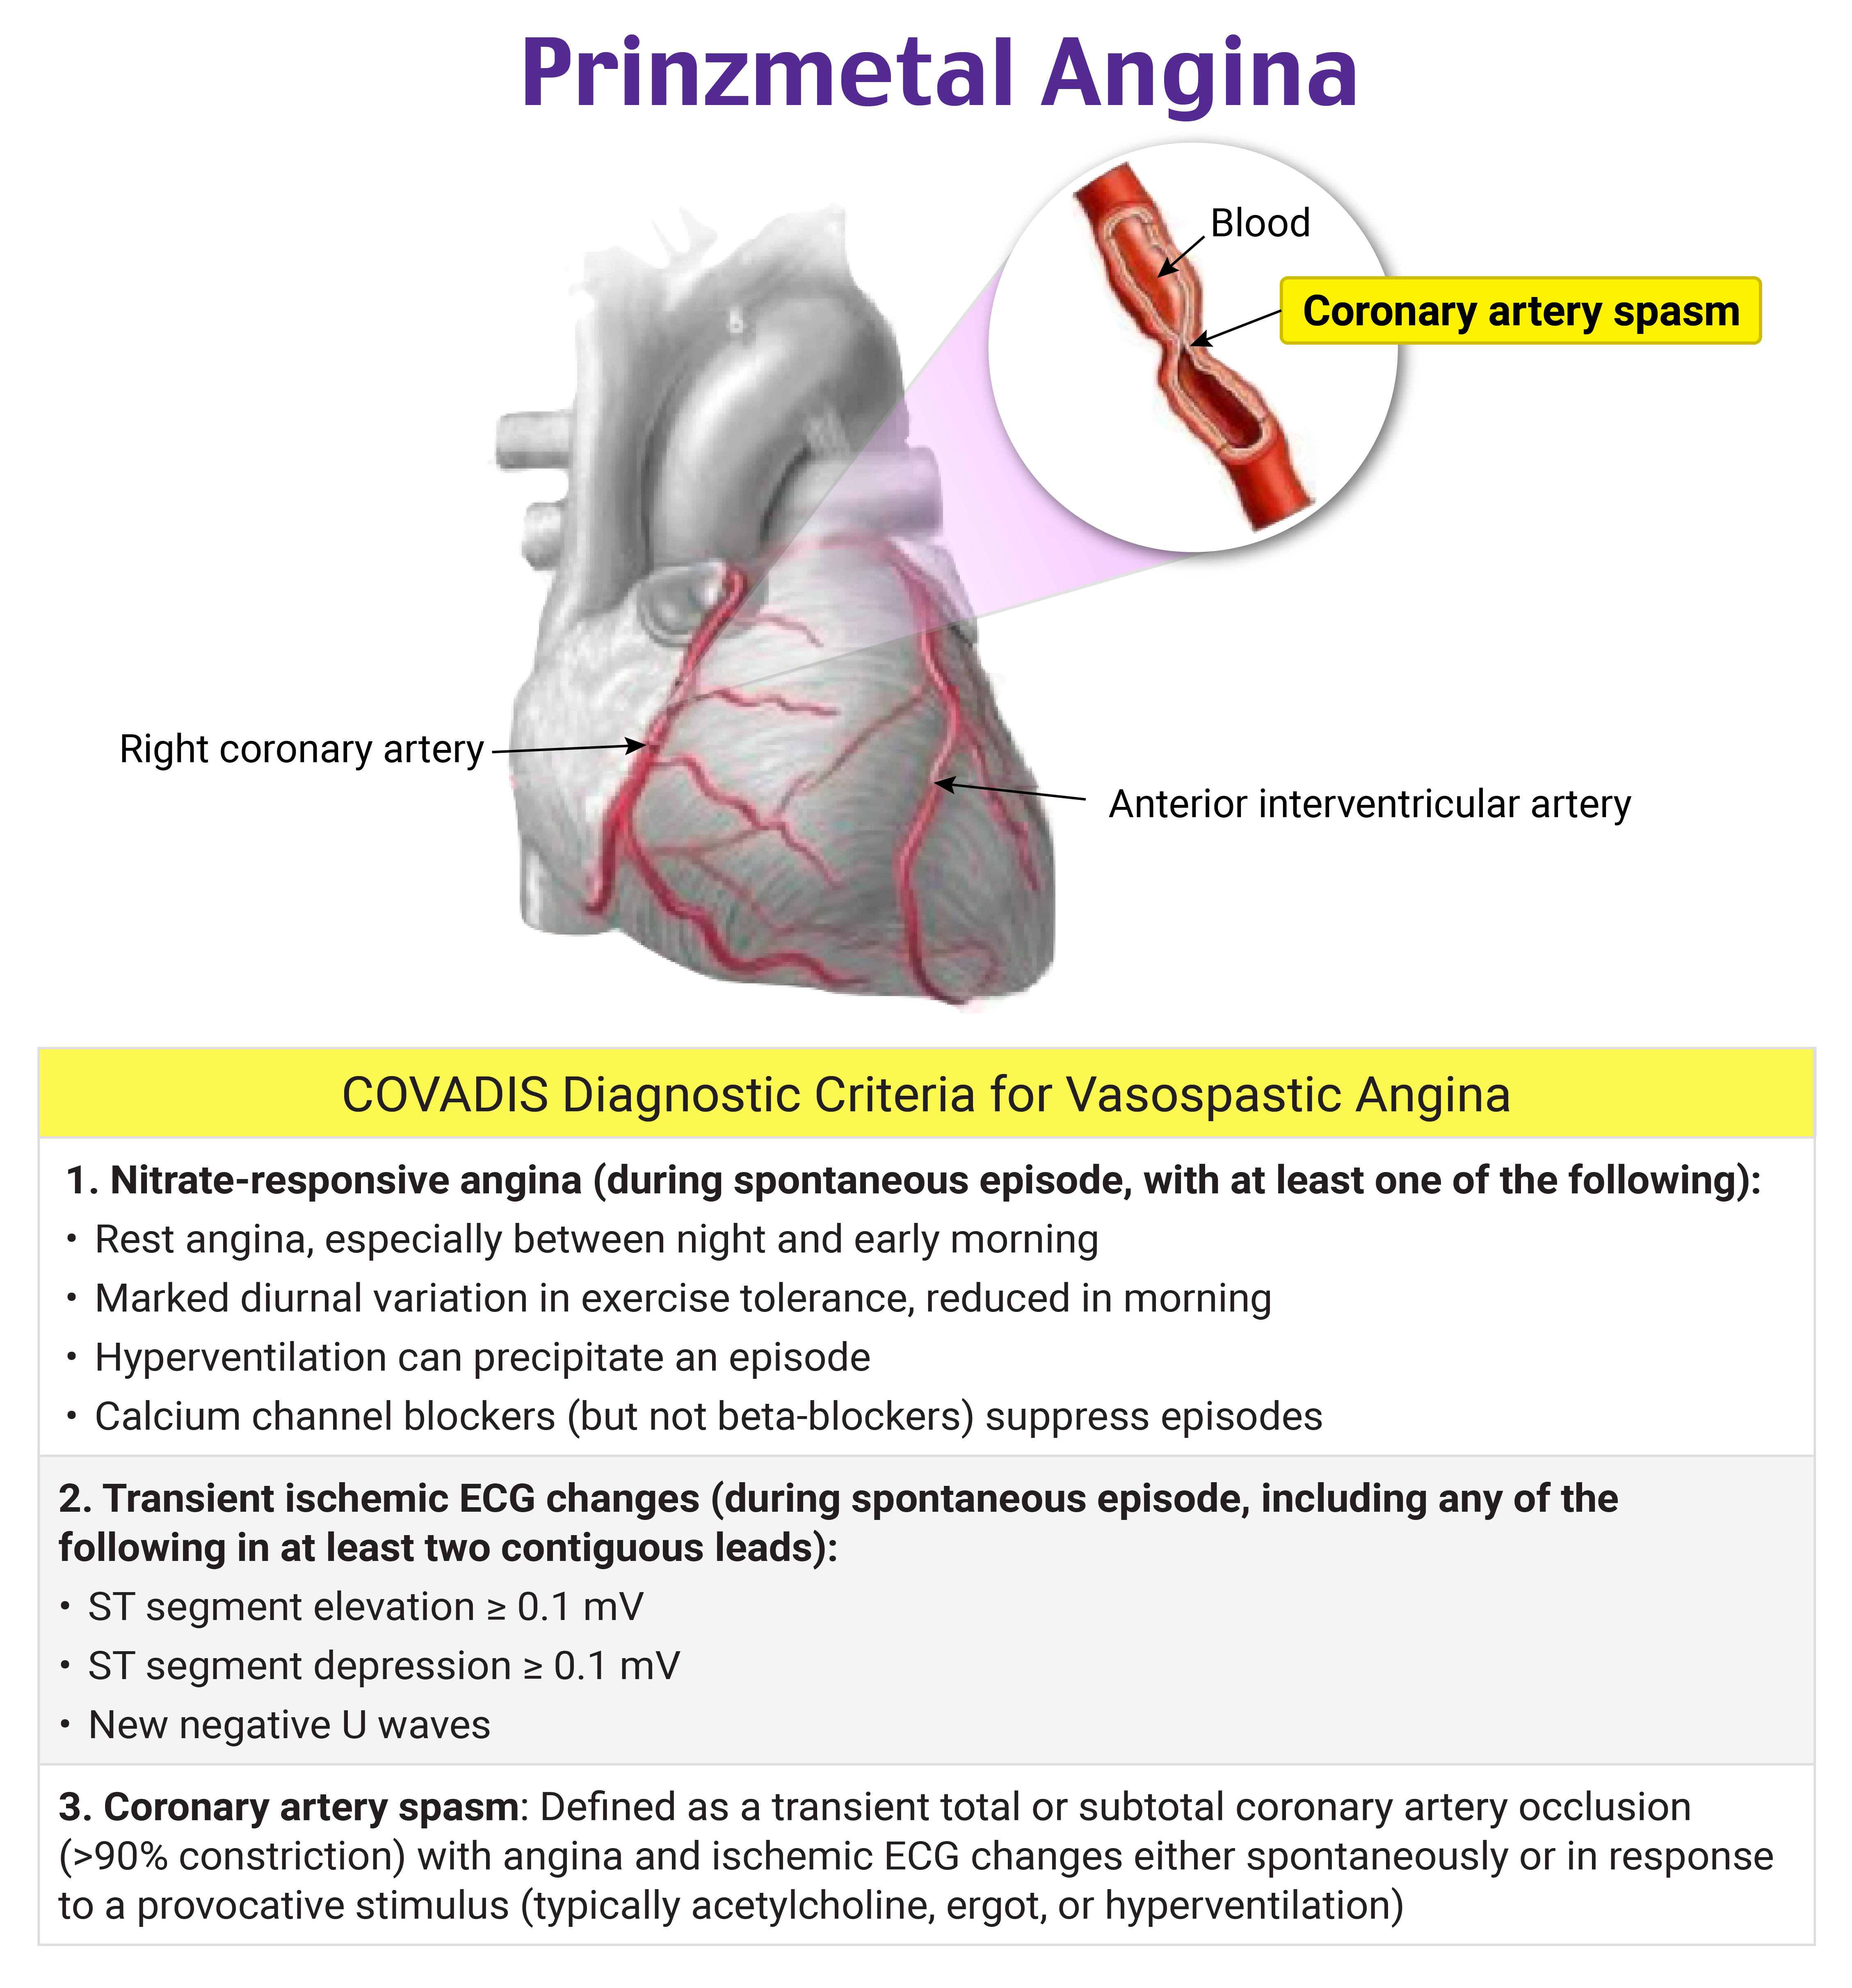 Prinzmetal Angina
Blood
Coronary artery spasm
Right coronary artery
Anterior interventricular artery
COVADIS Diagnostic Criteria for Vasospastic Angina
1. Nitrate-responsive angina (during spontaneous episode, with at least one of the following):
• Rest angina, especially between night and early morning
• Marked diurnal variation in exercise tolerance, reduced in morning
• Hyperventilation can precipitate an episode
• Calcium channel blockers (but not beta-blockers) suppress episodes
2. Transient ischemic ECG changes (during spontaneous episode, including any of the
following in at least two contiguous leads):
• ST segment elevation ≥ 0.1 mV
• ST segment depression ≥ 0.1 mV
• New negative U waves
3. Coronary artery spasm: Defined as a transient total or subtotal coronary artery occlusion
(>90% constriction) with angina and ischemic ECG changes either spontaneously or in response
to a provocative stimulus (typically acetylcholine, ergot, or hyperventilation)